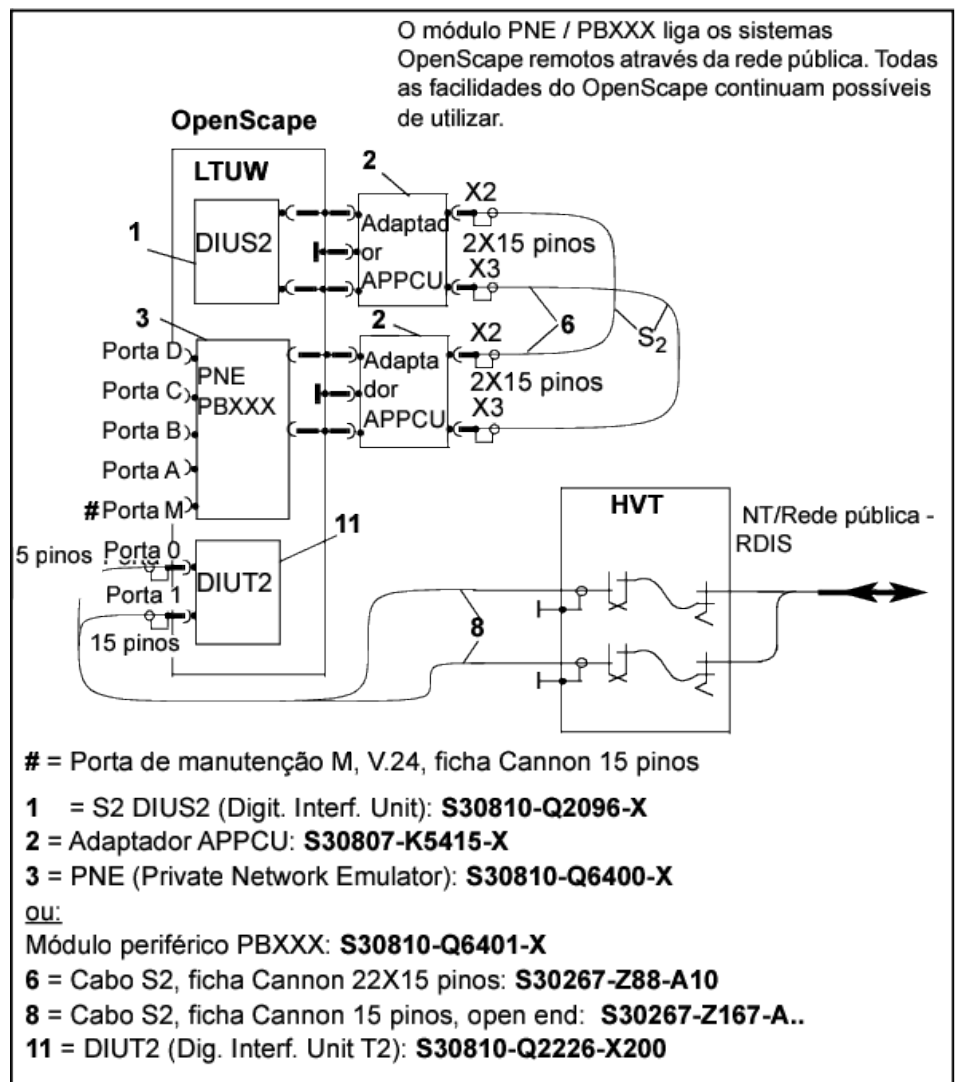 O módulo PNE / PBXXX liga os sistemas
OpenScape remotos através da rede pública. Todas
as facilidades do OpenScape continuam possíveis
de utilizar.
OpenScape
LTUW
2
X2
1
DIUS2
Adaptad
or
APPCU
2X15 pinos
X3
3
2
X2
6
S2
Porta D
PNE
PBXXX
Adapta
dor
APPCU
2X15 pinos
X3
Porta C
Porta B
Porta A
#Porta M
HVT
NT/Rede pública -
RDIS
11
5 pinos
Porta 0
DIUT2
Porta 1
15 pinos
8
# = Porta de manutenção M, V.24, ficha Cannon 15 pinos
1 = S2 DIUS2 (Digit. Interf. Unit): S30810-Q2096-X
2 = Adaptador APPCU: S30807-K5415-X
3 = PNE (Private Network Emulator): S30810-Q6400-X
ou:
Módulo periférico PBXXX: S30810-Q6401-X
6 = Cabo S2, ficha Cannon 22X15 pinos: S30267-Z88-A10
8 = Cabo S2, ficha Cannon 15 pinos, open end: S30267-Z167-A..
11 = DIUT2 (Dig. Interf. Unit T2): S30810-Q2226-X200